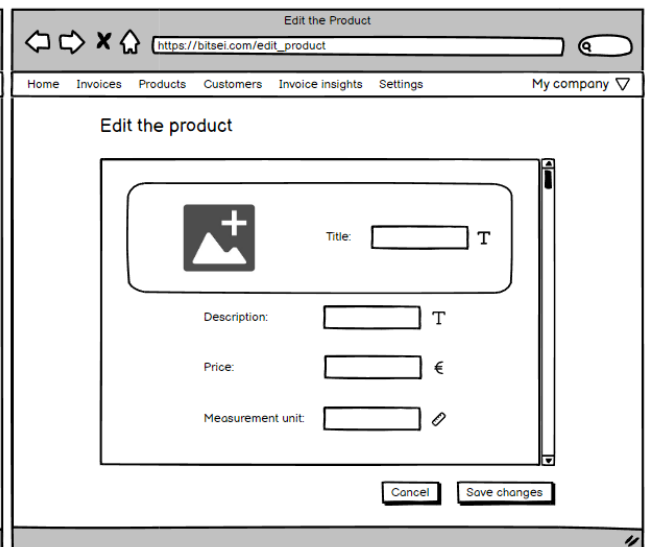 Edit the Product
https://bitsei.com/edit_product
Home Invoices Products Customers Invoice insights Settings My company
Edit the product
Title: T
Description: T
Price: €
Measurement unit:
Cancel Save changes